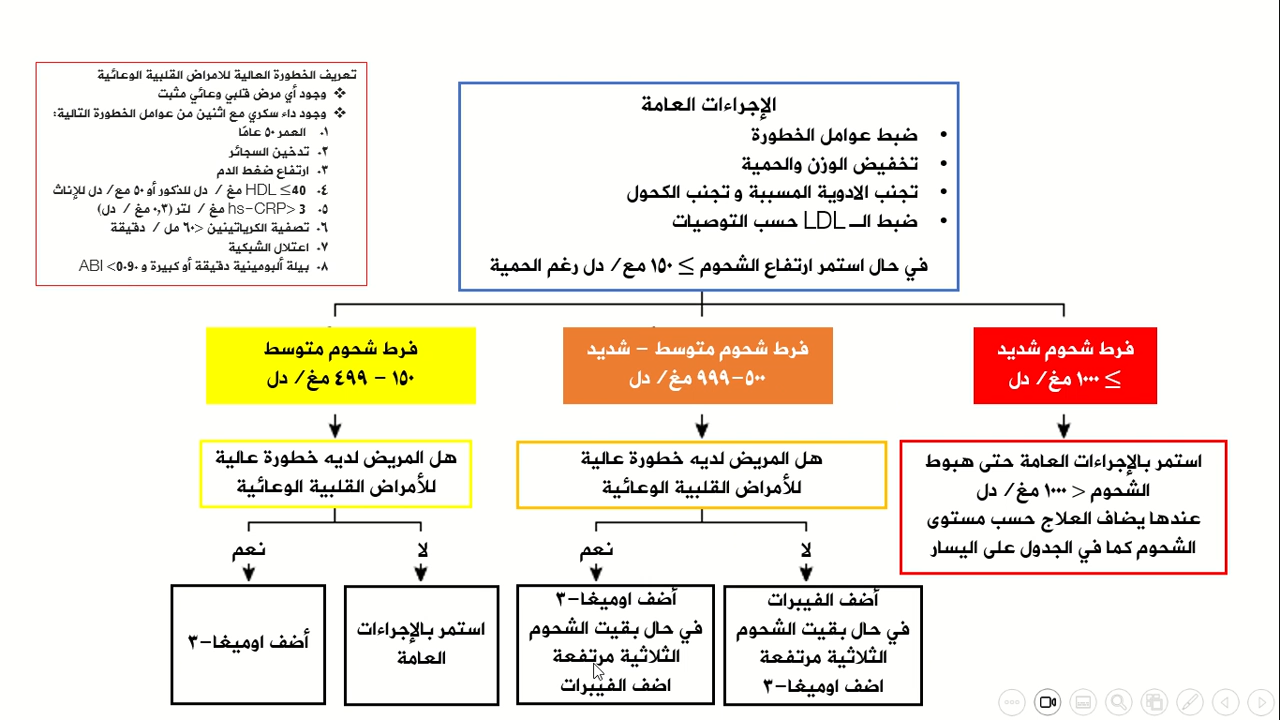 تعريف الخطورة العالية للامراض القلبية الوعائية
❖ وجود أي مرض قلبي وعائي مثبت
❖ وجود داء سكري مع اثنين من عوامل الخطورة التالية:
١. العمر ٥٠ عامًا
٢. تدخين السجائر
٣. ارتفاع ضغط الدم
٤. HDL ≤40 مغ / دل للذكور أو ٥٠ مع/ دل للإناث
٥. hs-CRP> 3 مغ / لتر (٠,٣ مغ / دل)
٦. تصفية الكرياتينين <٦٠ مل / دقيقة
٧. اعتلال الشبكية
٨. بيلة ألبومينية دقيقة أو كبيرة و ABI <٥٠٩٠
الإجراءات العامة
• ضبط عوامل الخطورة
• تخفيض الوزن والحمية
• تجنب الادوية المسببة و تجنب الكحول
• ضبط الــ LDL حسب التوصيات
في حال استمر ارتفاع الشحوم ≥ ١٥٠ مع/ دل رغم الحمية
فرط شحوم شديد
≥ ١٠٠٠ مغ/ دل
فرط شحوم متوسط – شديد
٥٠٠-٩٩٩ مغ/ دل
فرط شحوم متوسط
١٥٠ - ٤٩٩ مغ/ دل
استمر بالإجراءات العامة حتى هبوط
الشحوم < ١٠٠٠ مغ/ دل
عندها يضاف العلاج حسب مستوى
الشحوم كما في الجدول على اليسار
هل المريض لديه خطورة عالية
للأمراض القلبية الوعائية
هل المريض لديه خطورة عالية
للأمراض القلبية الوعائية
لا
نعم
لا
نعم
أضف الفيبرات
في حال بقيت الشحوم
الثلاثية مرتفعة
اضف اوميغا-٣
أضف اوميغا-٣
في حال بقيت الشحوم
الثلاثية مرتفعة
اضف الفيبرات
استمر بالإجراءات
العامة
أضف اوميغا-٣